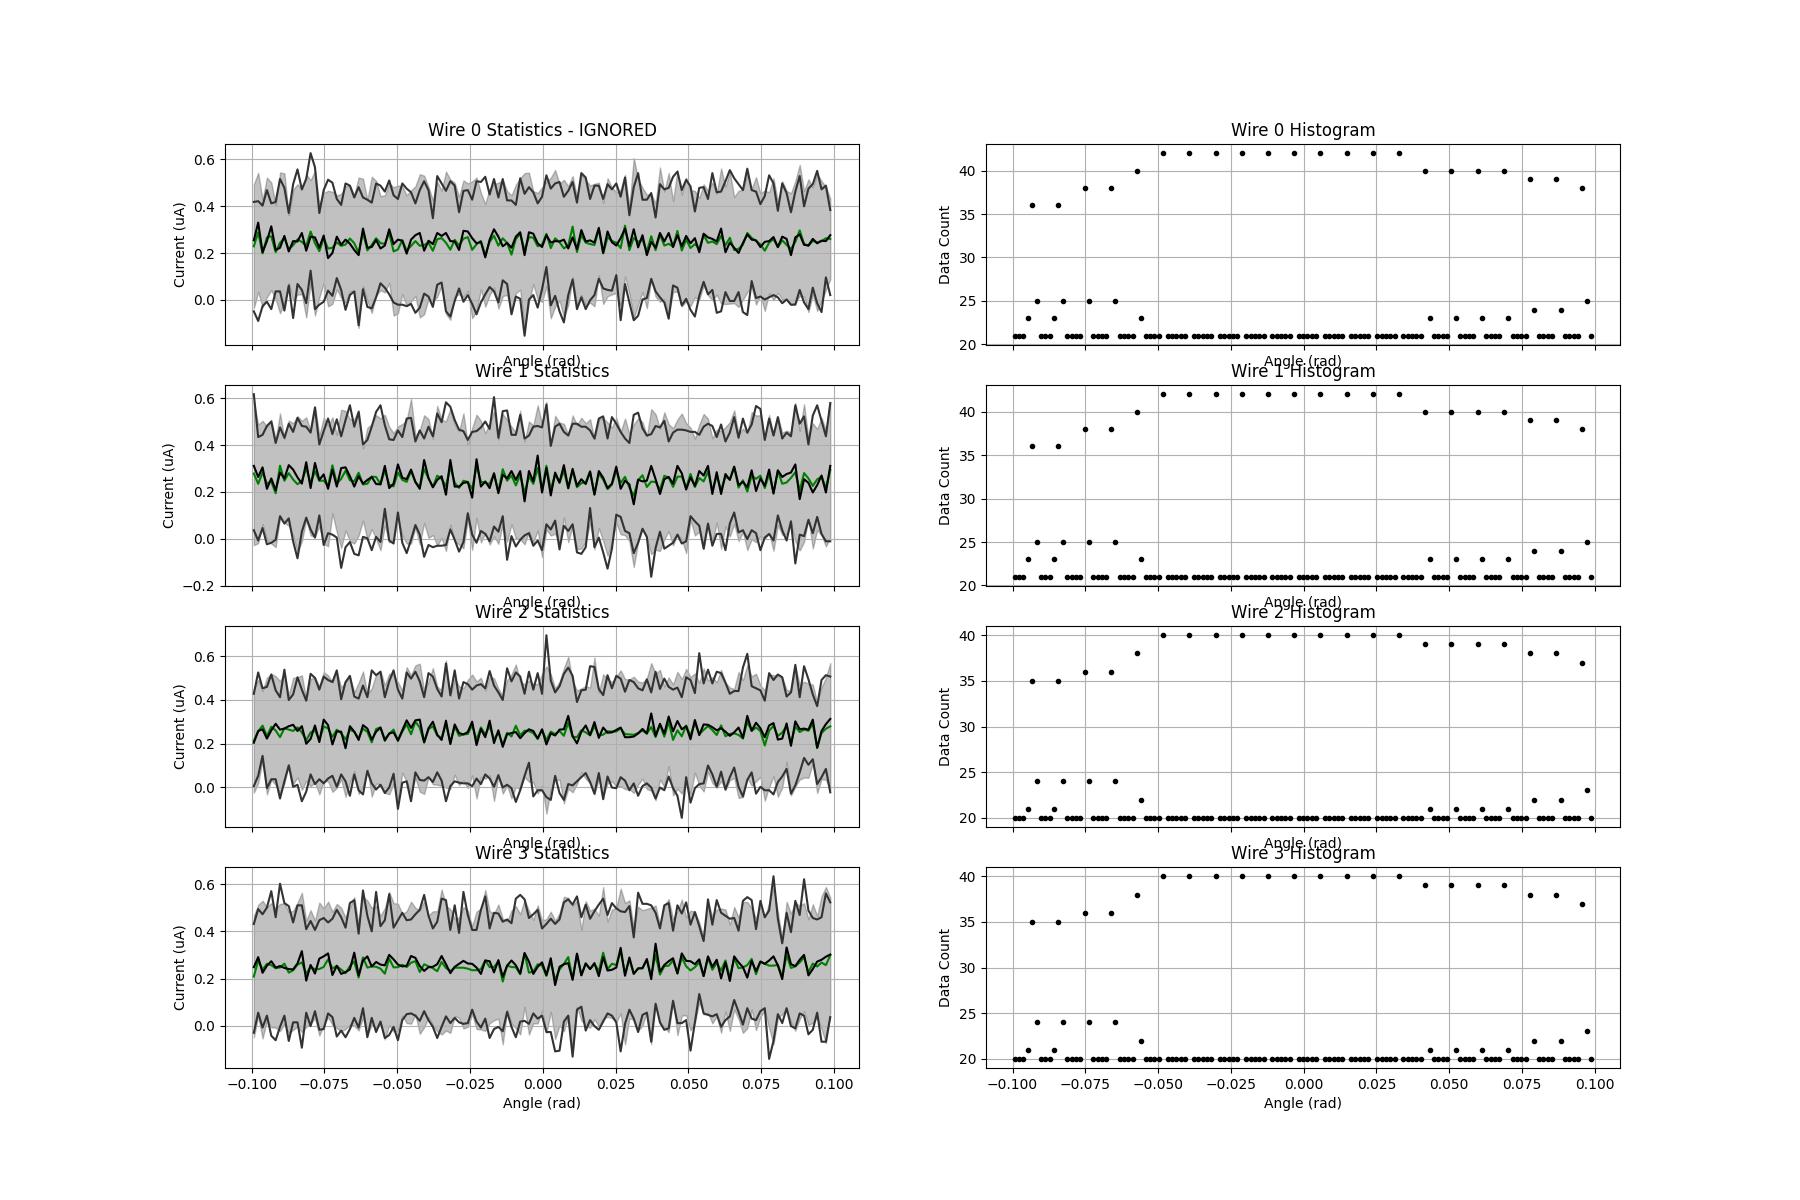 Wire 0 Statistics - IGNORED
Current (uA)
0.6
0.4
0.2
0.0
Angle (rad)
Wire 0 Histogram
Data Count
40
35
30
25
20
Angle (rad)
Wire 1 Statistics
Current (uA)
0.6
0.4
0.2
0.0
−0.2
Angle (rad)
Wire 1 Histogram
Data Count
40
35
30
25
20
Angle (rad)
Wire 2 Statistics
Current (uA)
0.6
0.4
0.2
0.0
Angle (rad)
Wire 2 Histogram
Data Count
40
35
30
25
20
Angle (rad)
Wire 3 Statistics
Current (uA)
0.6
0.4
0.2
0.0
−0.100 −0.075 −0.050 −0.025 0.000 0.025 0.050 0.075 0.100
Angle (rad)
Wire 3 Histogram
Data Count
40
35
30
25
20
−0.100 −0.075 −0.050 −0.025 0.000 0.025 0.050 0.075 0.100
Angle (rad)